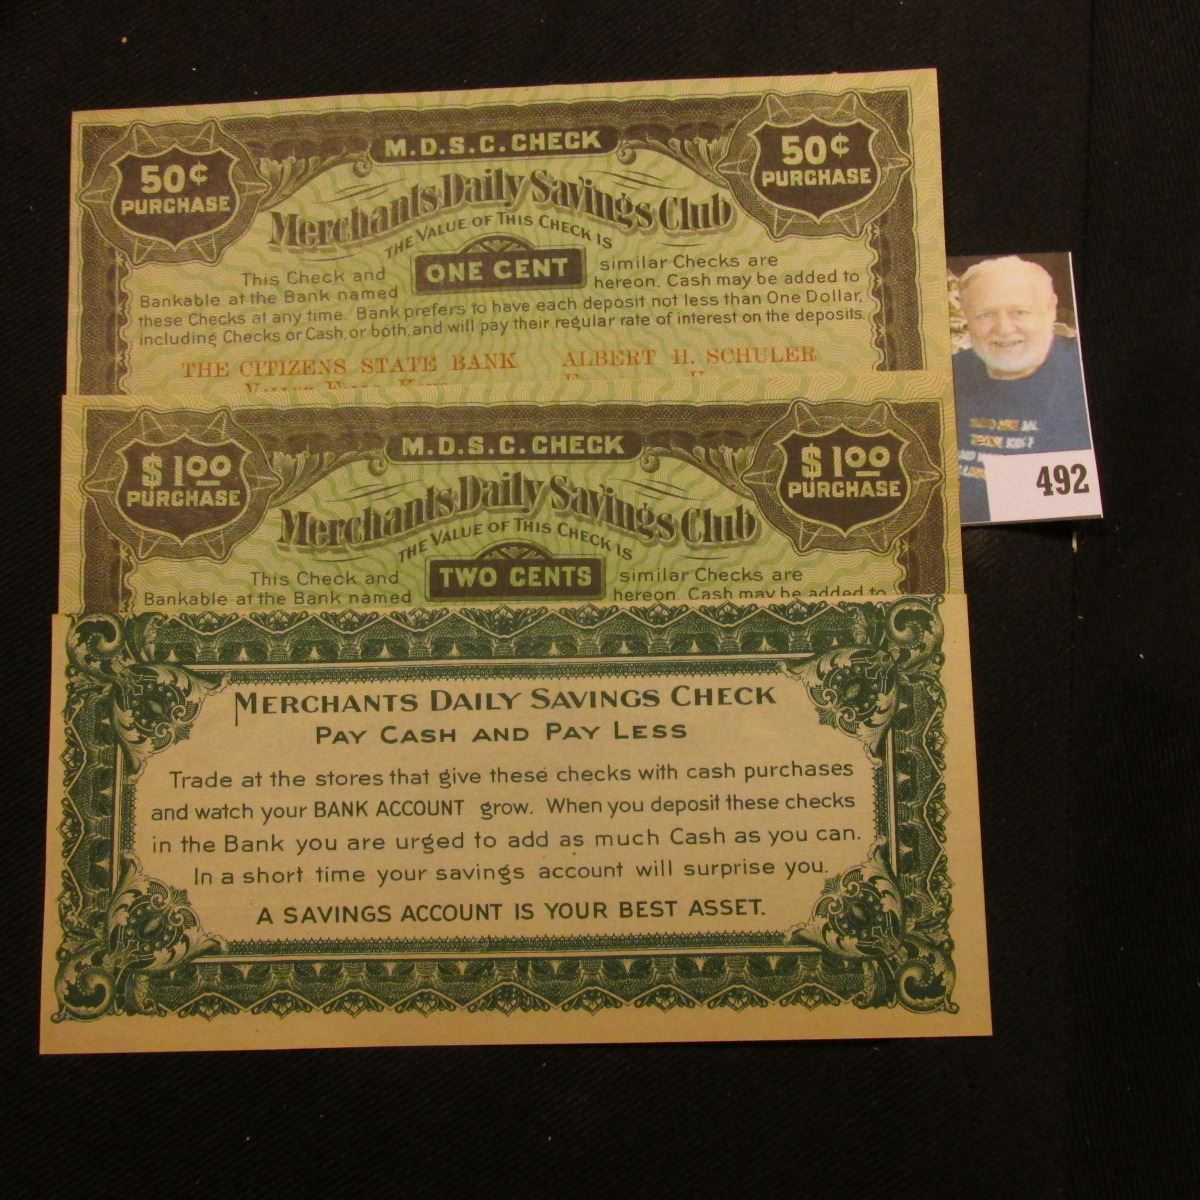 M.D.S.C. CHECK
50¢ PURCHASE
50¢ PURCHASE
Merchants Daily Savings Club
THE VALUE OF THIS CHECK IS
ONE CENT
This Check and similar Checks are
Bankable at the Bank named hereon. Cash may be added to
these Checks at any time. Bank prefers to have each deposit not less than One Dollar,
including Checks or Cash, or both, and will pay their regular rate of interest on the deposits.
THE CITIZENS STATE BANK ALBERT H. SCHULER
M.D.S.C. CHECK
$1.00 PURCHASE
$1.00 PURCHASE
Merchants Daily Savings Club
THE VALUE OF THIS CHECK IS
TWO CENTS
This Check and similar Checks are
Bankable at the Bank named hereon. Cash may be added to
MERCHANTS DAILY SAVINGS CHECK
PAY CASH AND PAY LESS
Trade at the stores that give these checks with cash purchases
and watch your BANK ACCOUNT grow. When you deposit these checks
in the Bank you are urged to add as much Cash as you can.
In a short time your savings account will surprise you.
A SAVINGS ACCOUNT IS YOUR BEST ASSET.
492